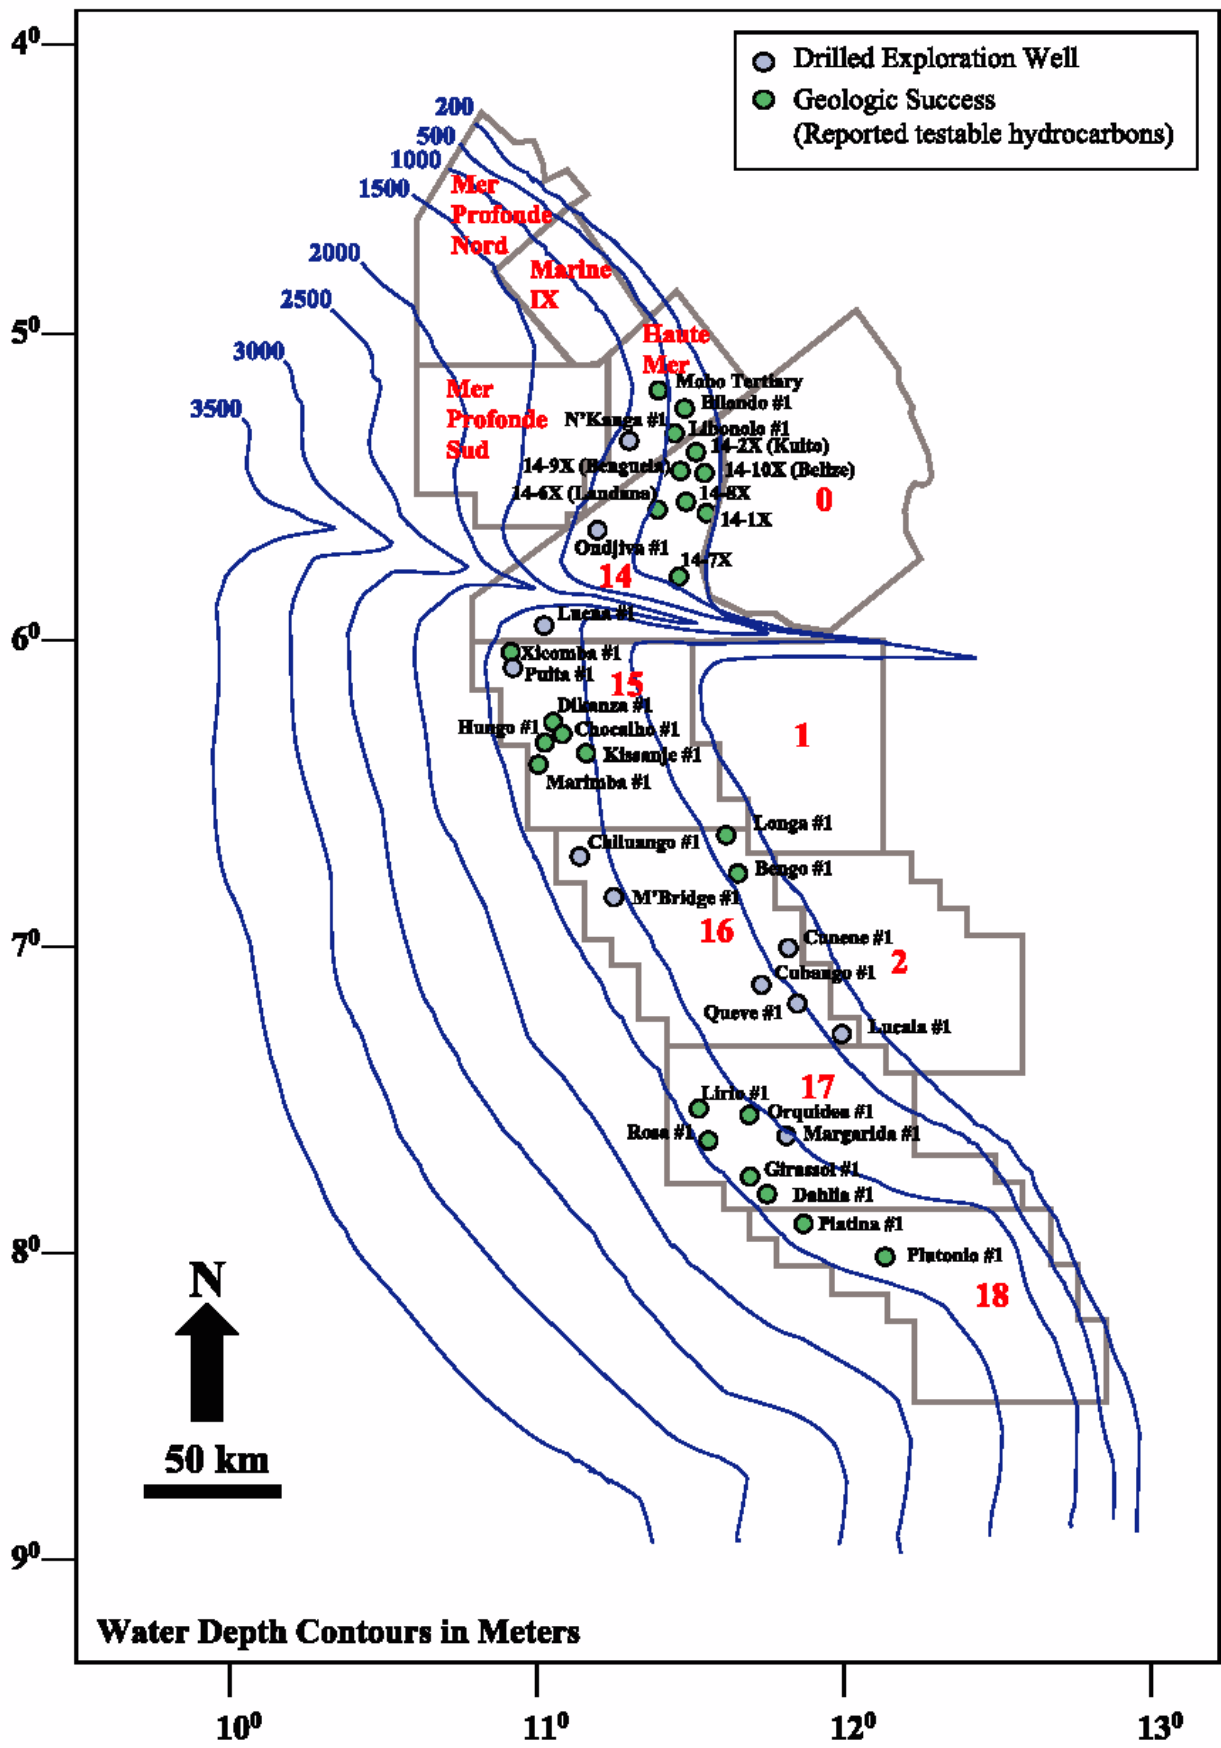 4⁰
Drilled Exploration Well
Geologic Success
(Reported testable hydrocarbons)
200
500
1000
1500
Mer
Profonde
Nord
2000
Marine
IX
2500
5⁰
Haute
Mer
3000
Mer
Profonde
Sud
3500
Mobo Tertiary
Bilondo #1
N'Kanga #1
Libonolo #1
14-2X (Kuito)
14-9X (Benguela)
14-10X (Belize)
14-6X (Landana)
14-8X
0
14-1X
Ondjiva #1
14-7X
14
Lucna #1
6⁰
Xicomba #1
Puita #1
15
Dikanza #1
Hungo #1
Chocalho #1
1
Kissanje #1
Marimba #1
Longa #1
Chiluango #1
Bengo #1
M'Bridge #1
16
7⁰
Cunene #1
2
Cubango #1
Queve #1
Lucala #1
17
Lirio #1
Orquidea #1
Rosa #1
Margarida #1
Girassol #1
Dahlia #1
Platina #1
8⁰
Plutonio #1
N
18
50 km
9⁰
Water Depth Contours in Meters
10⁰
11⁰
12⁰
13⁰